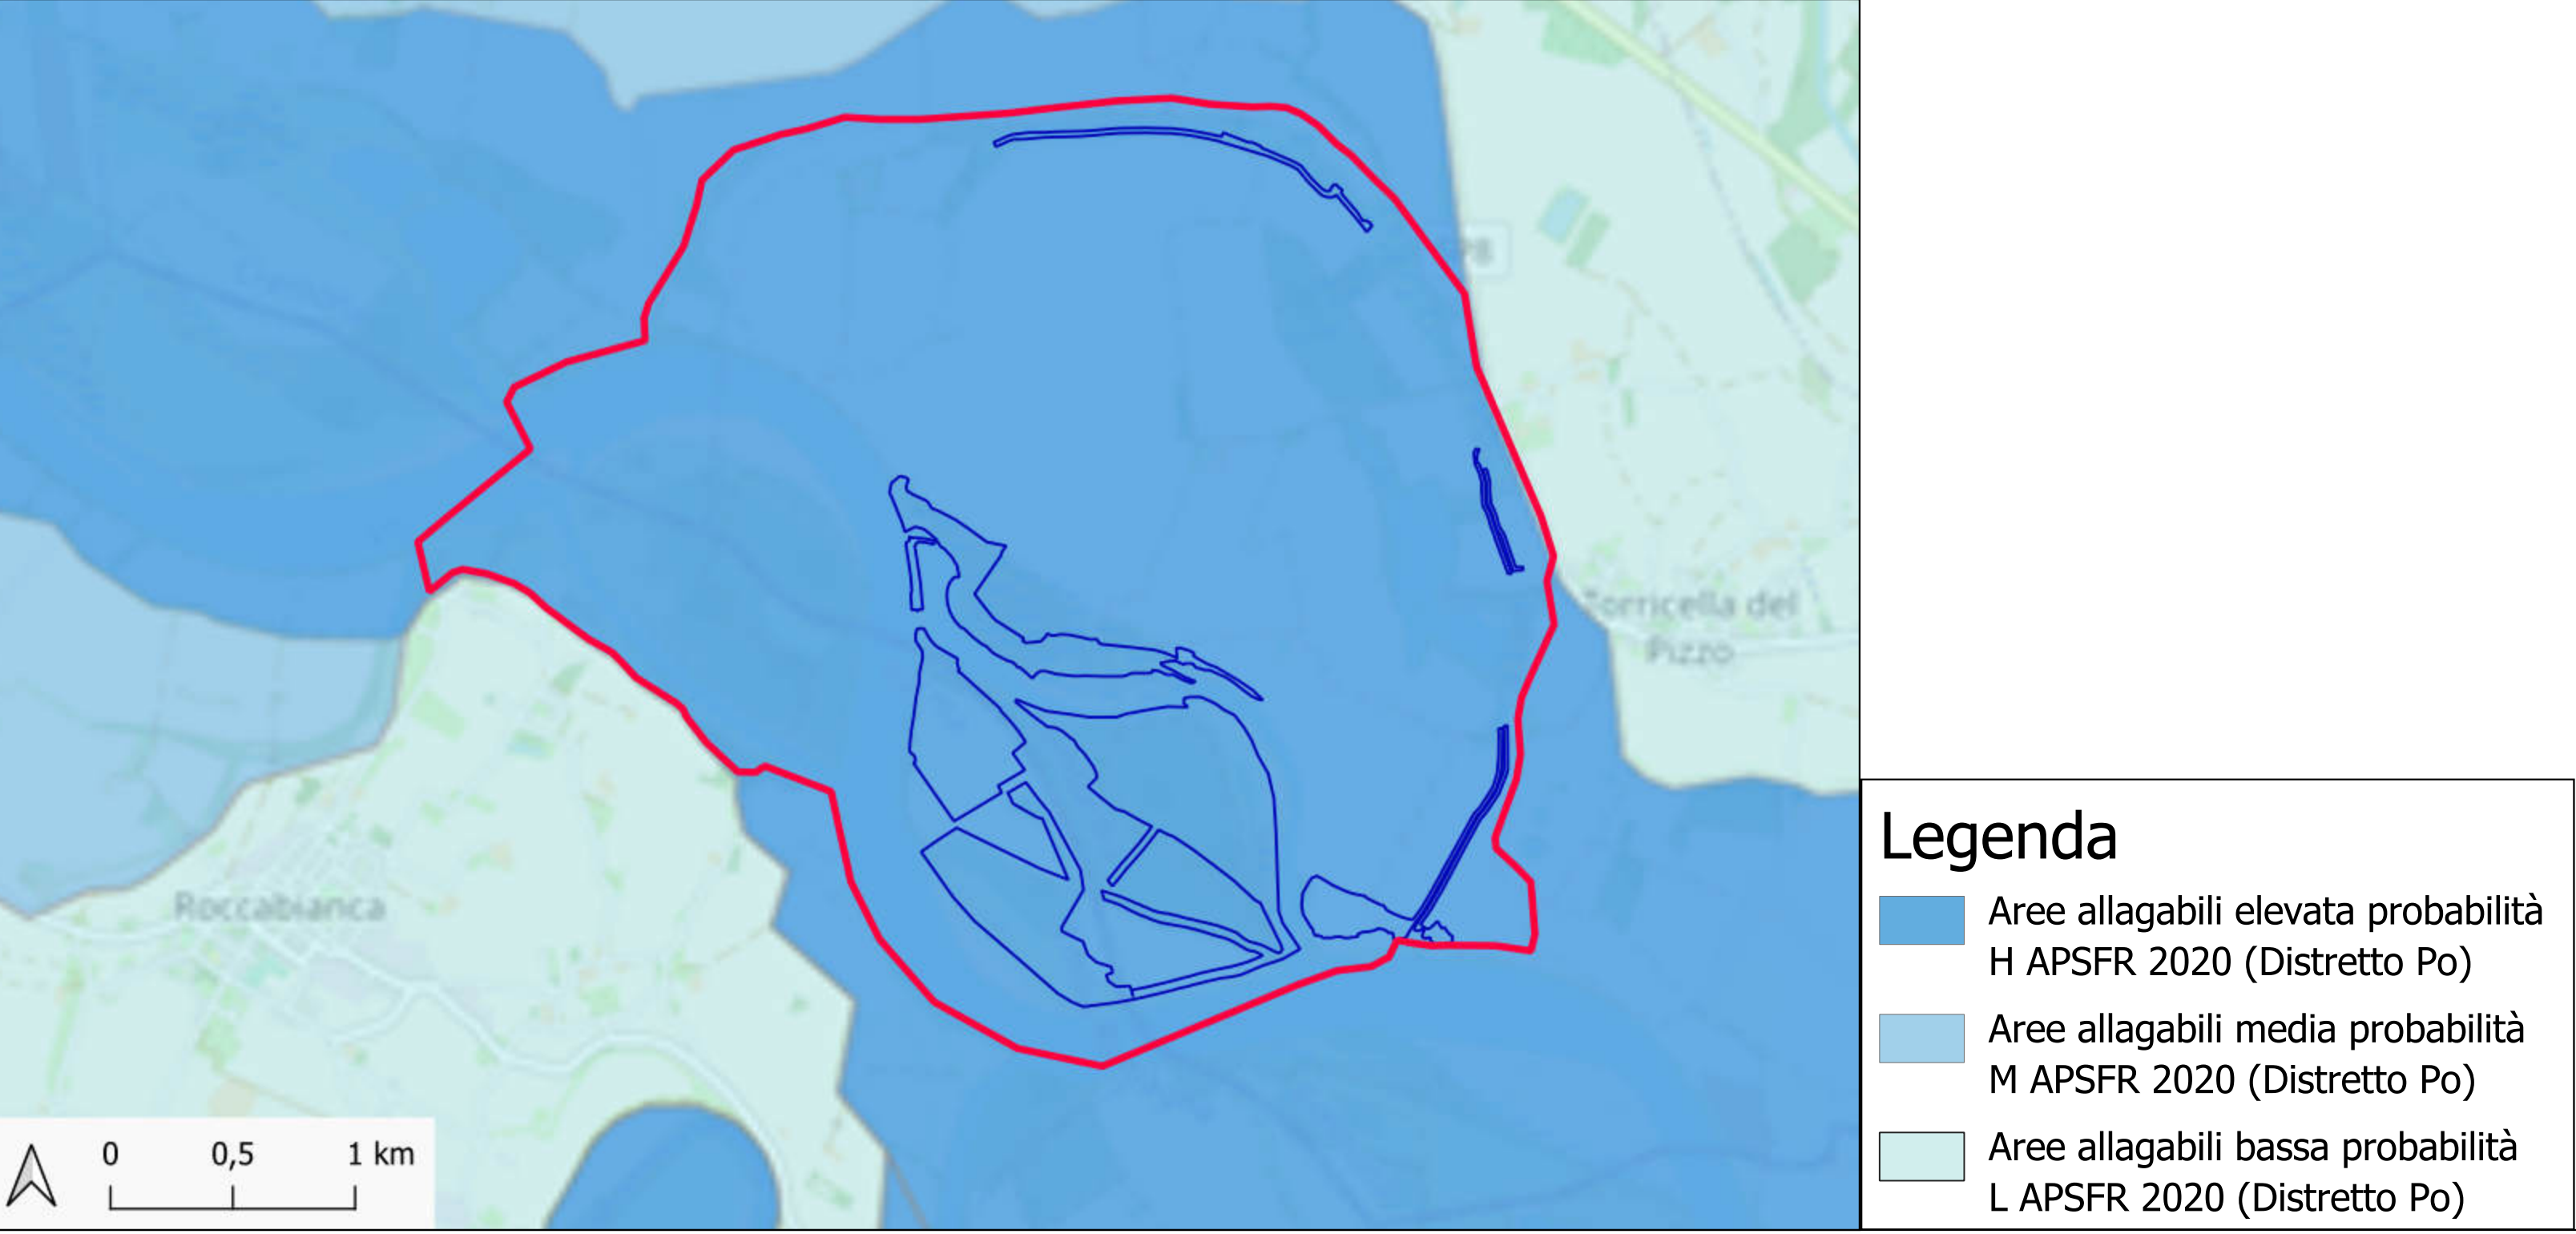 Torricella del
Pizzo
Roccabianca
0 0,5 1 km
Legenda
Aree allagabili elevata probabilità
H APSFR 2020 (Distretto Po)
Aree allagabili media probabilità
M APSFR 2020 (Distretto Po)
Aree allagabili bassa probabilità
L APSFR 2020 (Distretto Po)